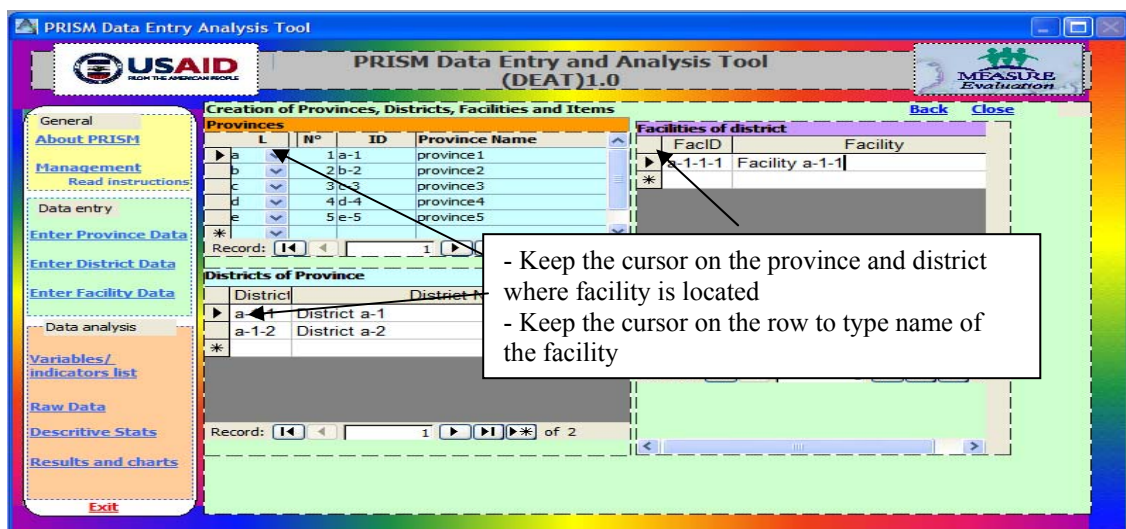 PRISM Data Entry Analysis Tool
USAID
FROM THE AMERICAN PEOPLE
PRISM Data Entry and Analysis Tool
(DEAT)1.0
MEASURE
Evaluation
General
About PRISM
Management
Read instructions
Data entry
Enter Province Data
Enter District Data
Enter Facility Data
Data analysis
Variables/
indicators list
Raw Data
Descritive Stats
Results and charts
Exit
Creation of Provinces, Districts, Facilities and Items
Back Close
Provinces
L N° ID Province Name
a 1 a-1 province1
b 2 b-2 province2
c 3 c-3 province3
d 4 d-4 province4
e 5 e-5 province5
Record: 1
Districts of Province
District District N
a-1-1 District a-1
a-1-2 District a-2
Record: 1 of 2
Facilities of district
FacID Facility
a-1-1-1 Facility a-1-1
- Keep the cursor on the province and district
where facility is located
- Keep the cursor on the row to type name of
the facility